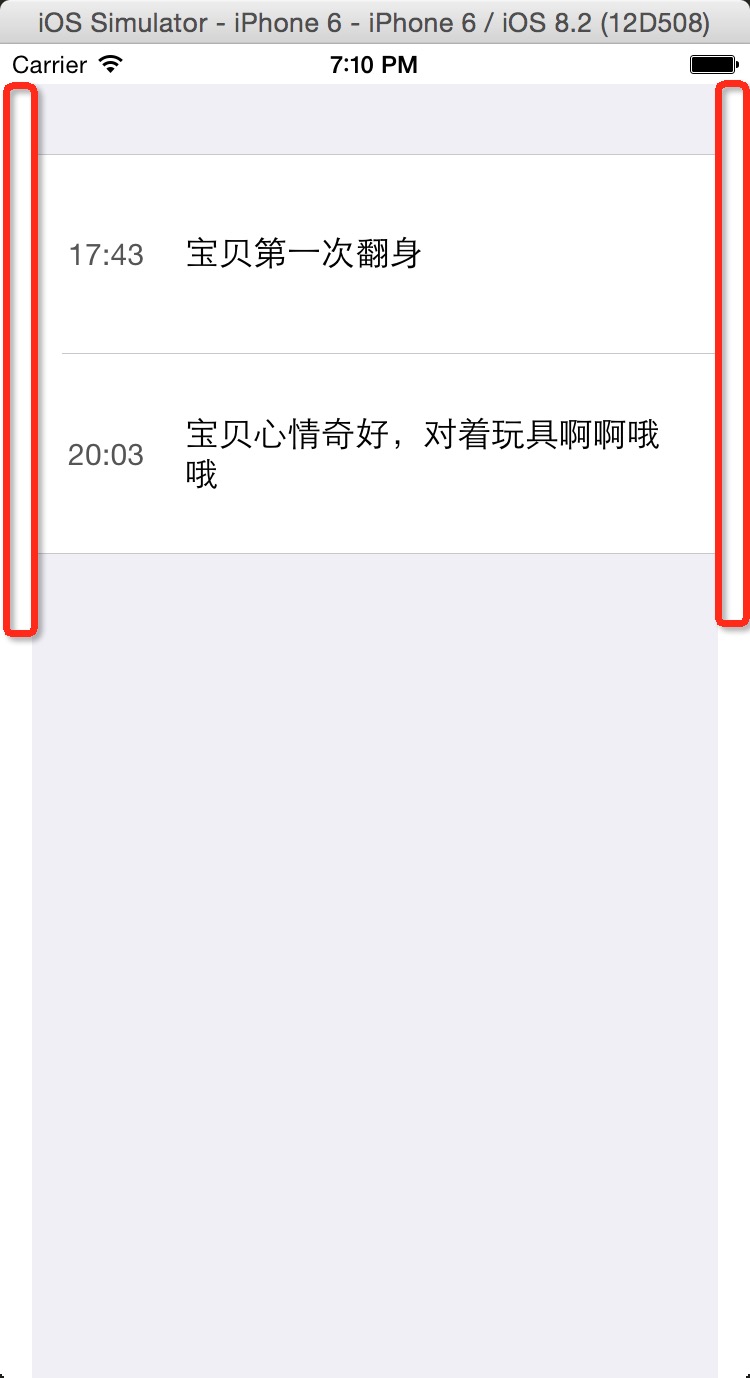 iOS Simulator - iPhone 6 - iPhone 6 / iOS 8.2 (12D508)
Carrier 7:10 PM
17:43 宝贝第一次翻身
20:03 宝贝心情奇好，对着玩具啊啊哦
哦